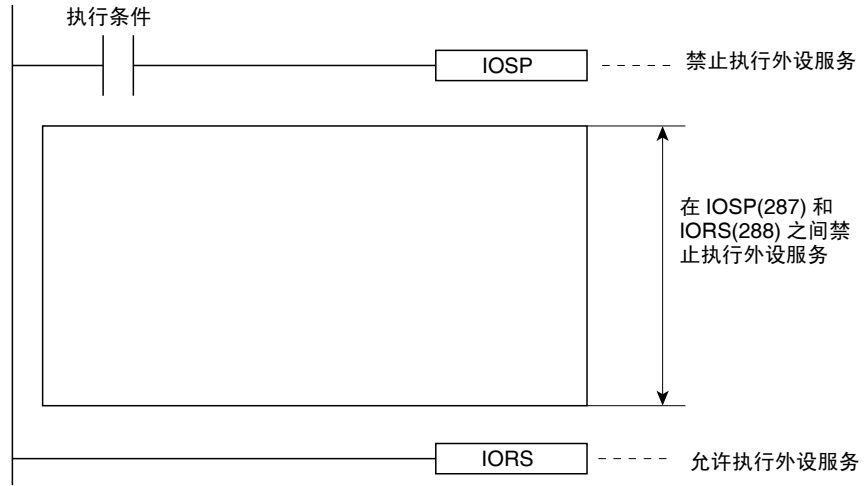 执行条件
IOSP
禁止执行外设服务
在 IOSP(287) 和
IORS(288) 之间禁
止执行外设服务
IORS
允许执行外设服务